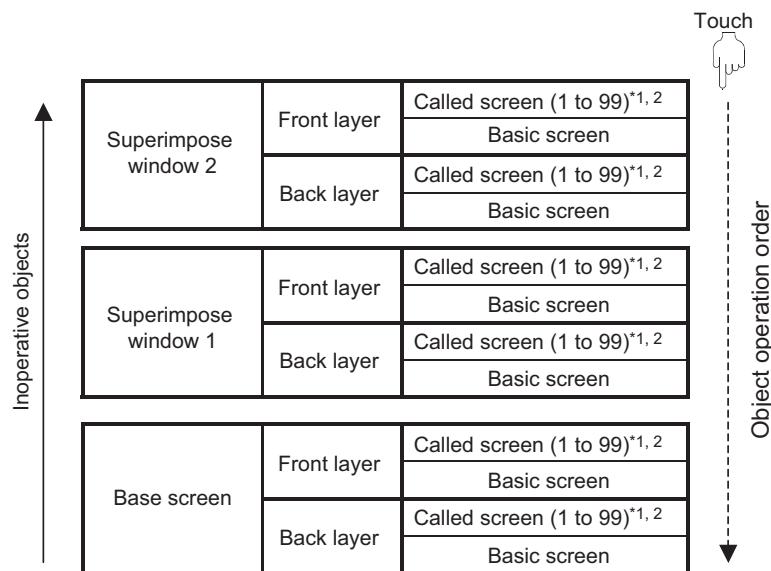 Touch
Inoperative objects
Superimpose
window 2
Front layer
Called screen (1 to 99)*1, 2
Basic screen
Back layer
Called screen (1 to 99)*1, 2
Basic screen
Superimpose
window 1
Front layer
Called screen (1 to 99)*1, 2
Basic screen
Back layer
Called screen (1 to 99)*1, 2
Basic screen
Base screen
Front layer
Called screen (1 to 99)*1, 2
Basic screen
Back layer
Called screen (1 to 99)*1, 2
Basic screen
Object operation order